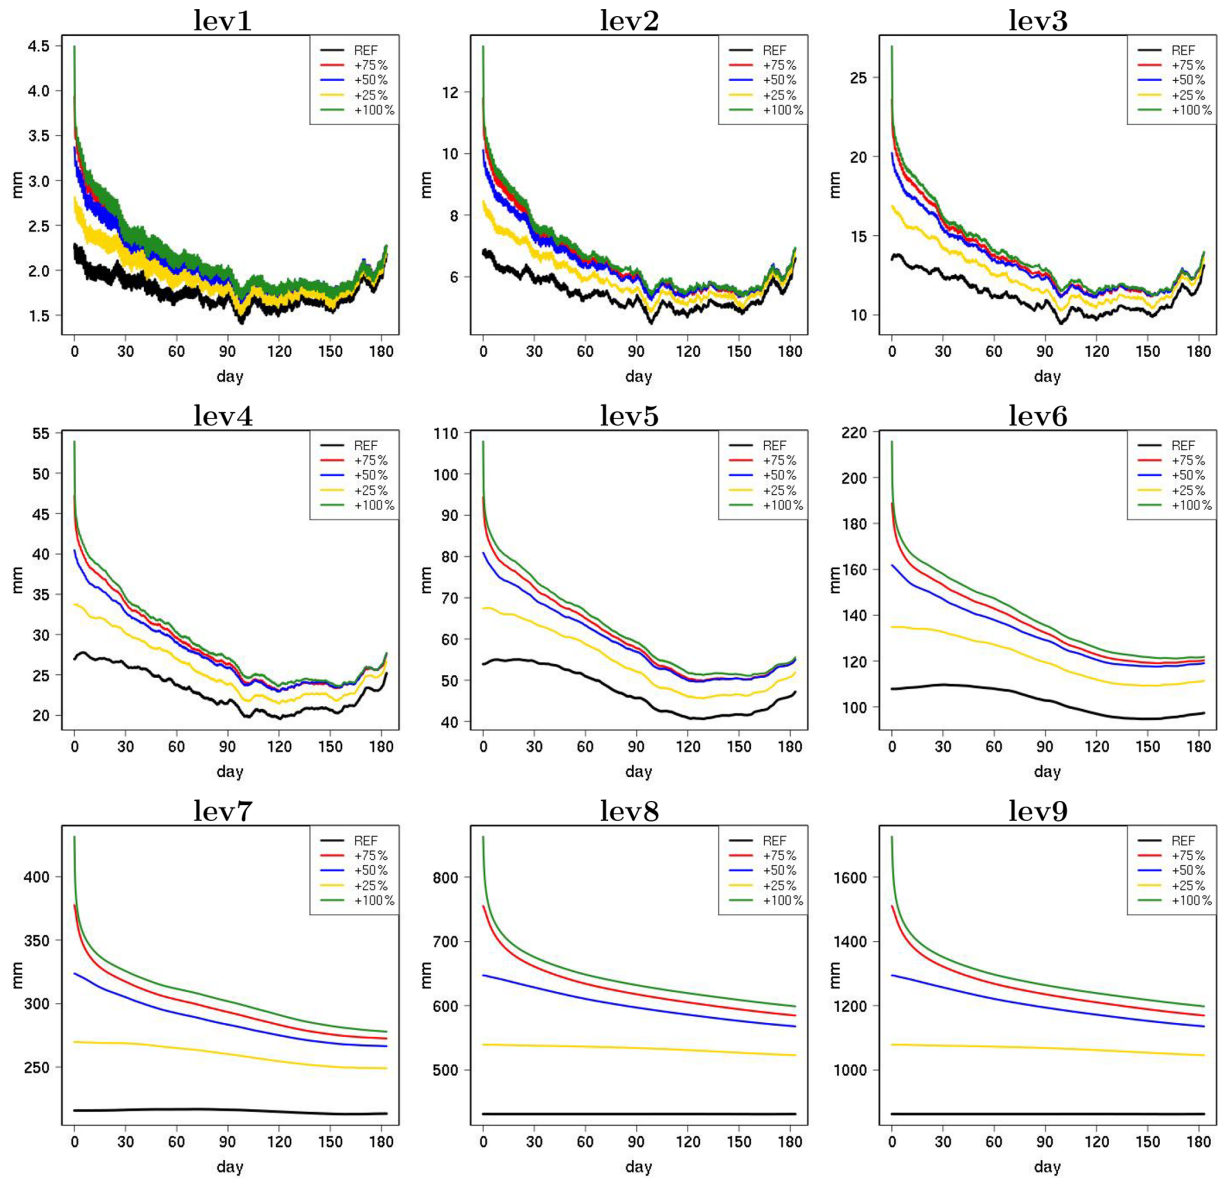 lev1 lev2 lev3
4.5
4.0
3.5
3.0
2.5
2.0
1.5
mm
REF
+75%
+50%
+25%
+100%
0 30 60 90 120 150 180
day
12
10
8
6
mm
REF
+75%
+50%
+25%
+100%
0 30 60 90 120 150 180
day
25
20
15
10
mm
REF
+75%
+50%
+25%
+100%
0 30 60 90 120 150 180
day
lev4 lev5 lev6
55
50
45
40
35
30
25
20
mm
REF
+75%
+50%
+25%
+100%
0 30 60 90 120 150 180
day
110
100
90
80
70
60
50
40
mm
REF
+75%
+50%
+25%
+100%
0 30 60 90 120 150 180
day
220
200
180
160
140
120
100
mm
REF
+75%
+50%
+25%
+100%
0 30 60 90 120 150 180
day
lev7 lev8 lev9
400
350
300
250
mm
REF
+75%
+50%
+25%
+100%
0 30 60 90 120 150 180
day
800
700
600
500
mm
REF
+75%
+50%
+25%
+100%
0 30 60 90 120 150 180
day
1600
1400
1200
1000
mm
REF
+75%
+50%
+25%
+100%
0 30 60 90 120 150 180
day